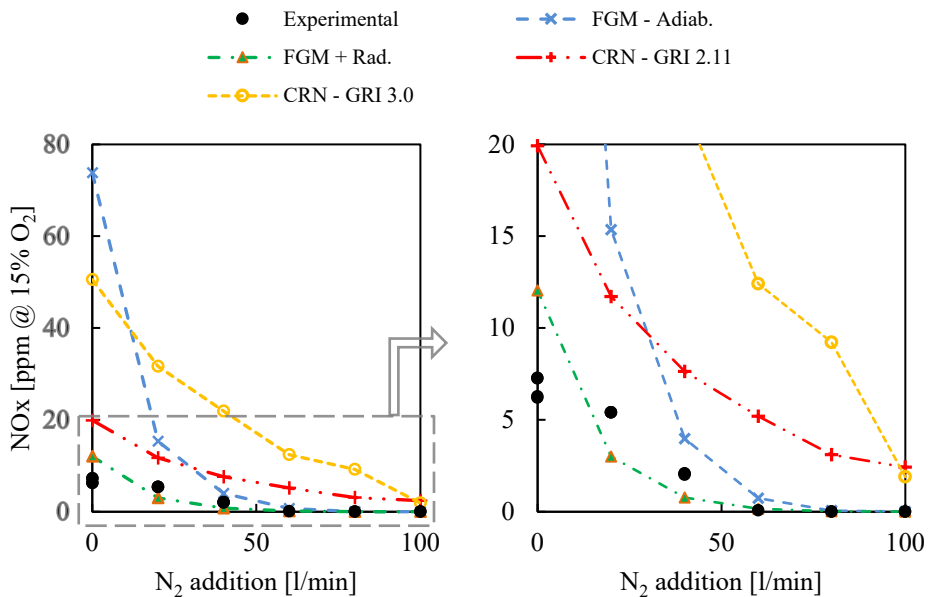 Experimental
FGM - Adiab.
FGM + Rad.
CRN - GRI 2.11
CRN - GRI 3.0
NOx [ppm @ 15% O₂]
80
60
40
20
0
0
50
100
N₂ addition [l/min]
20
15
10
5
0
0
50
100
N₂ addition [l/min]